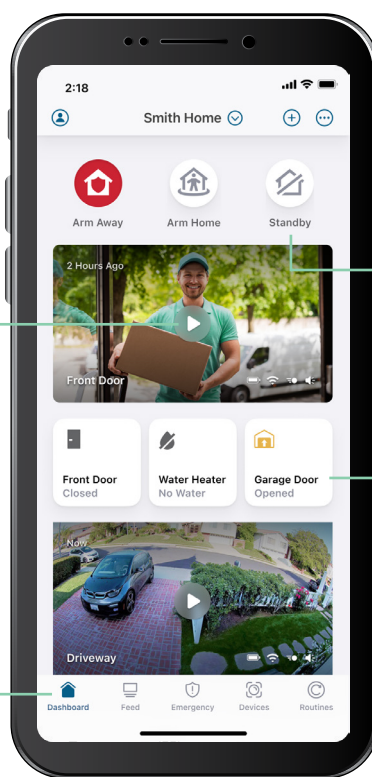 2:18
Smith Home
Arm Away
Arm Home
Standby
2 Hours Ago
Front Door
Front Door
Closed
Water Heater
No Water
Garage Door
Opened
Now
Driveway
Dashboard
Feed
Emergency
Devices
Routines